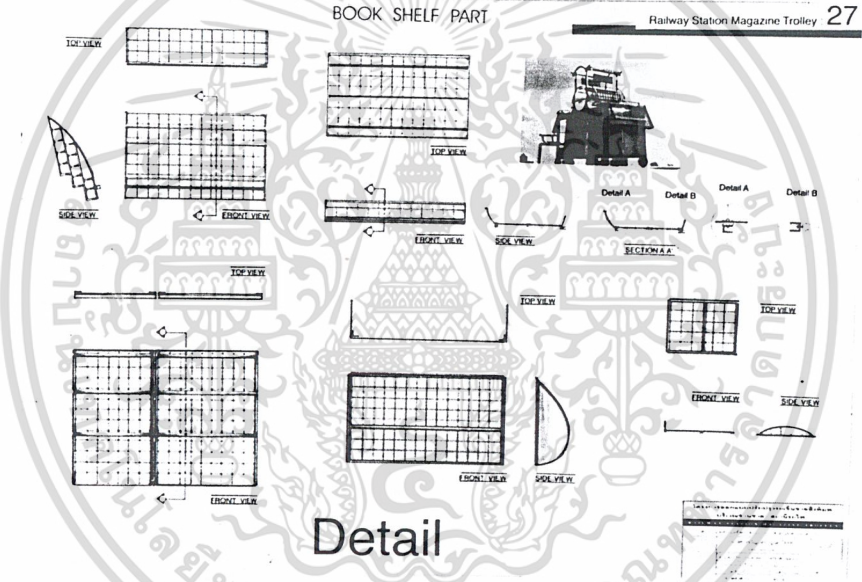 BOOK SHELF PART
Railway Station Magazine Trolley 27
TOP VIEW
TOP VIEW
SIDE VIEW
FRONT VIEW
FRONT VIEW
SIDE VIEW
Detail A
Detail B
SECTION A A'
Detail A
Detail B
TOP VIEW
TOP VIEW
TOP VIEW
FRONT VIEW
SIDE VIEW
FRONT VIEW
SIDE VIEW
FRONT VIEW
Detail